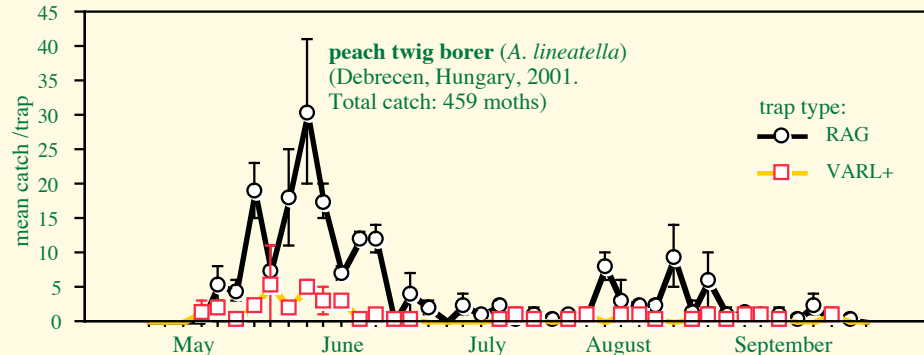 45
40
35
30
25
20
15
10
5
0
mean catch /trap
peach twig borer (A. lineatella)
(Debrecen, Hungary, 2001.
Total catch: 459 moths)
trap type:
RAG
VARL+
May June July August September